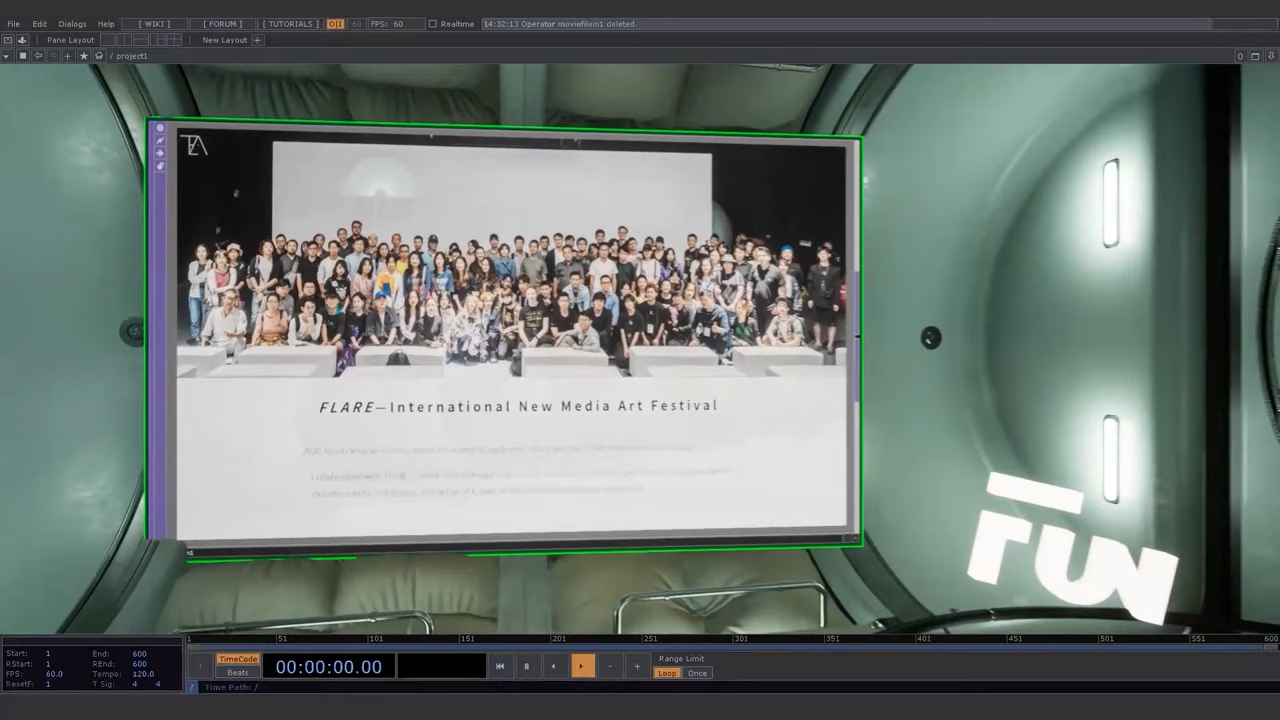 File Edit Dialogs Help [ WIKI ] [ FORUM ] [ TUTORIALS ] O|I 60 FPS: 60 Realtime 14:32:13 Operator moviefilein1 deleted.
Pane Layout New Layout +
/ project1
TEA
FLARE—International New Media Art Festival
FUN
1 51 101 151 201 251 301 351 401 451 501 551 600
Start: 1 End: 600
RStart: 1 REnd: 600
FPS: 60.0 Tempo: 120.0
ResetF: 1 T Sig: 4 4
TimeCode
Beats
00:00:00.00
Range Limit
Loop Once
/ Time Path: /